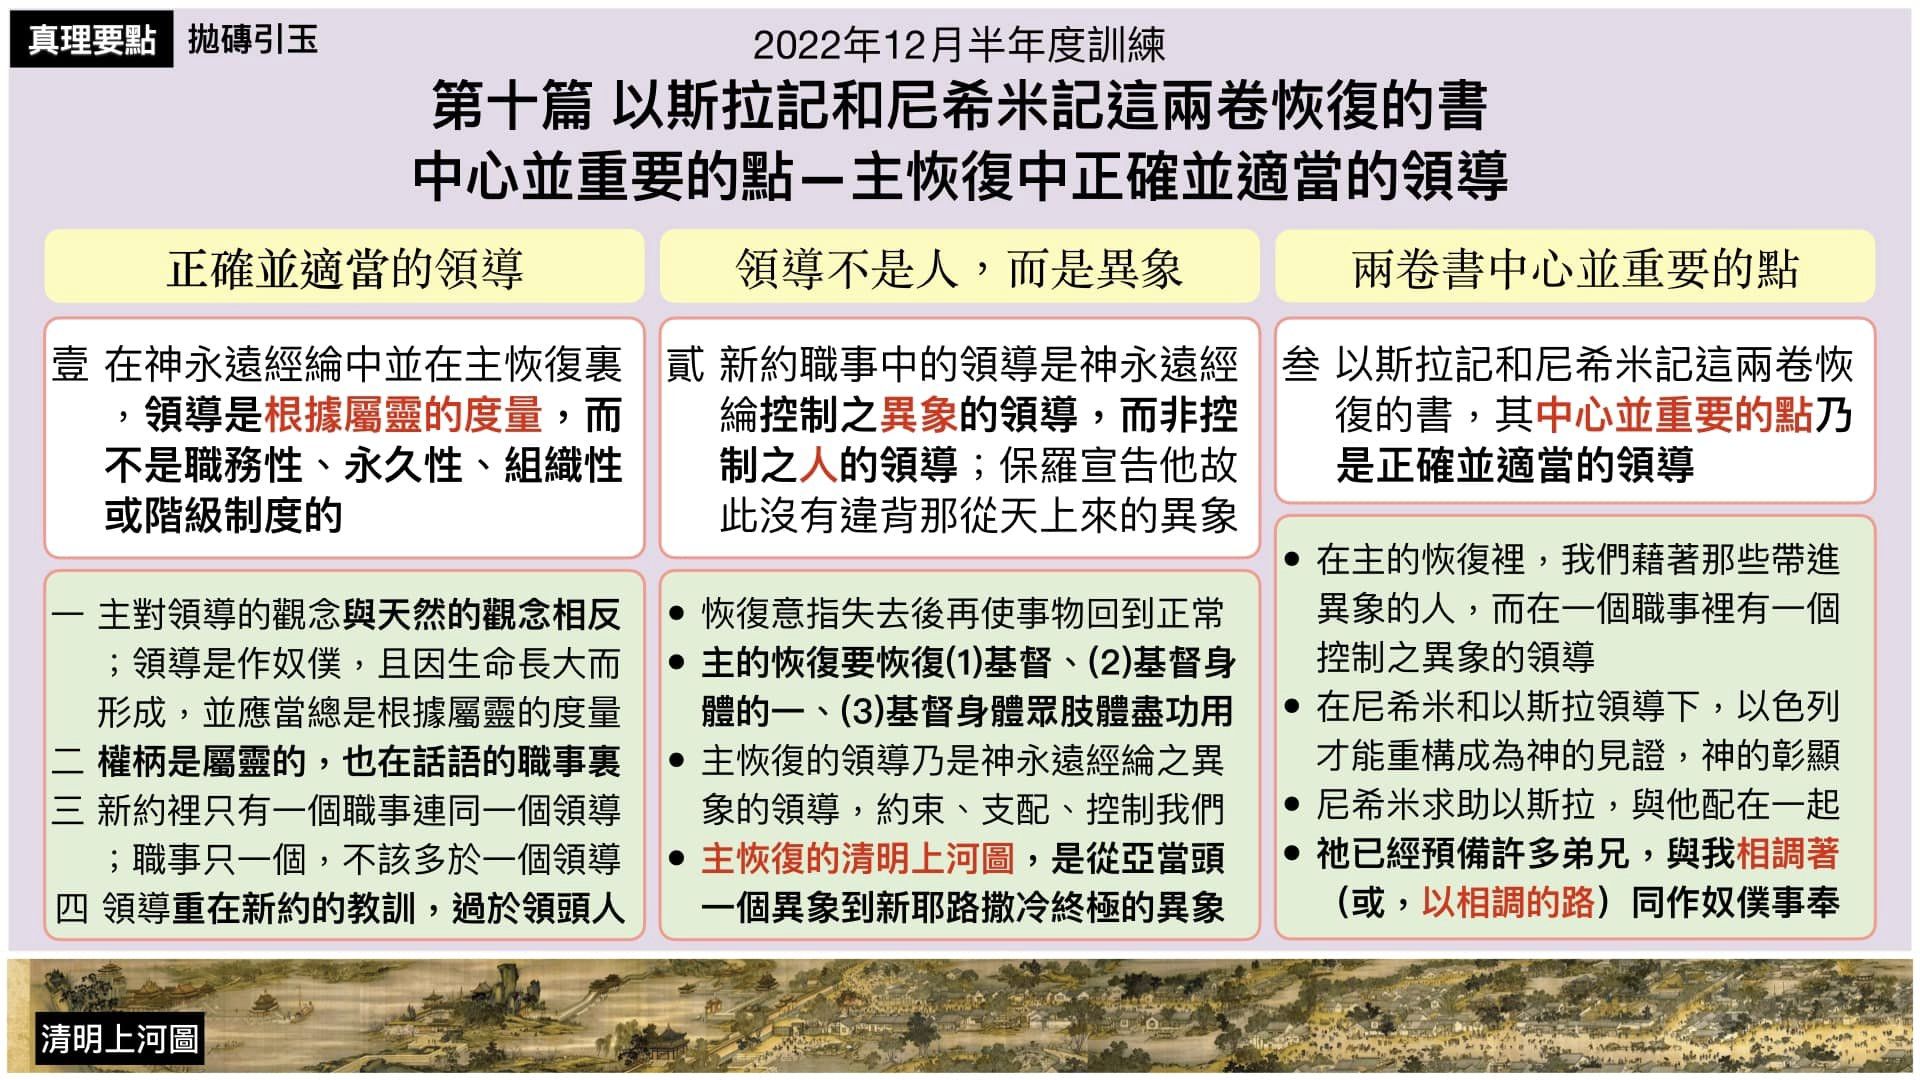 真理要點 拋磚引玉
2022年12月半年度訓練
第十篇 以斯拉記和尼希米記這兩卷恢復的書
中心並重要的點—主恢復中正確並適當的領導
正確並適當的領導
壹 在神永遠經綸中並在主恢復裏
，領導是根據屬靈的度量，而
不是職務性、永久性、組織性
或階級制度的
一 主對領導的觀念與天然的觀念相反
；領導是作奴僕，且因生命長大而
形成，並應當總是根據屬靈的度量
二 權柄是屬靈的，也在話語的職事裏
三 新約裡只有一個職事連同一個領導
；職事只一個，不該多於一個領導
四 領導重在新約的教訓，過於領頭人
領導不是人，而是異象
貳 新約職事中的領導是神永遠經
綸控制之異象的領導，而非控
制之人的領導；保羅宣告他故
此沒有違背那從天上來的異象
• 恢復意指失去後再使事物回到正常
• 主的恢復要恢復(1)基督、(2)基督身
體的一、(3)基督身體眾肢體盡功用
• 主恢復的領導乃是神永遠經綸之異
象的領導，約束、支配、控制我們
• 主恢復的清明上河圖，是從亞當頭
一個異象到新耶路撒冷終極的異象
兩卷書中心並重要的點
叁 以斯拉記和尼希米記這兩卷恢
復的書，其中心並重要的點乃
是正確並適當的領導
• 在主的恢復裡，我們藉著那些帶進
異象的人，而在一個職事裡有一個
控制之異象的領導
• 在尼希米和以斯拉領導下，以色列
才能重構成為神的見證，神的彰顯
• 尼希米求助以斯拉，與他配在一起
• 祂已經預備許多弟兄，與我相調著
（或，以相調的路）同作奴僕事奉
清明上河圖